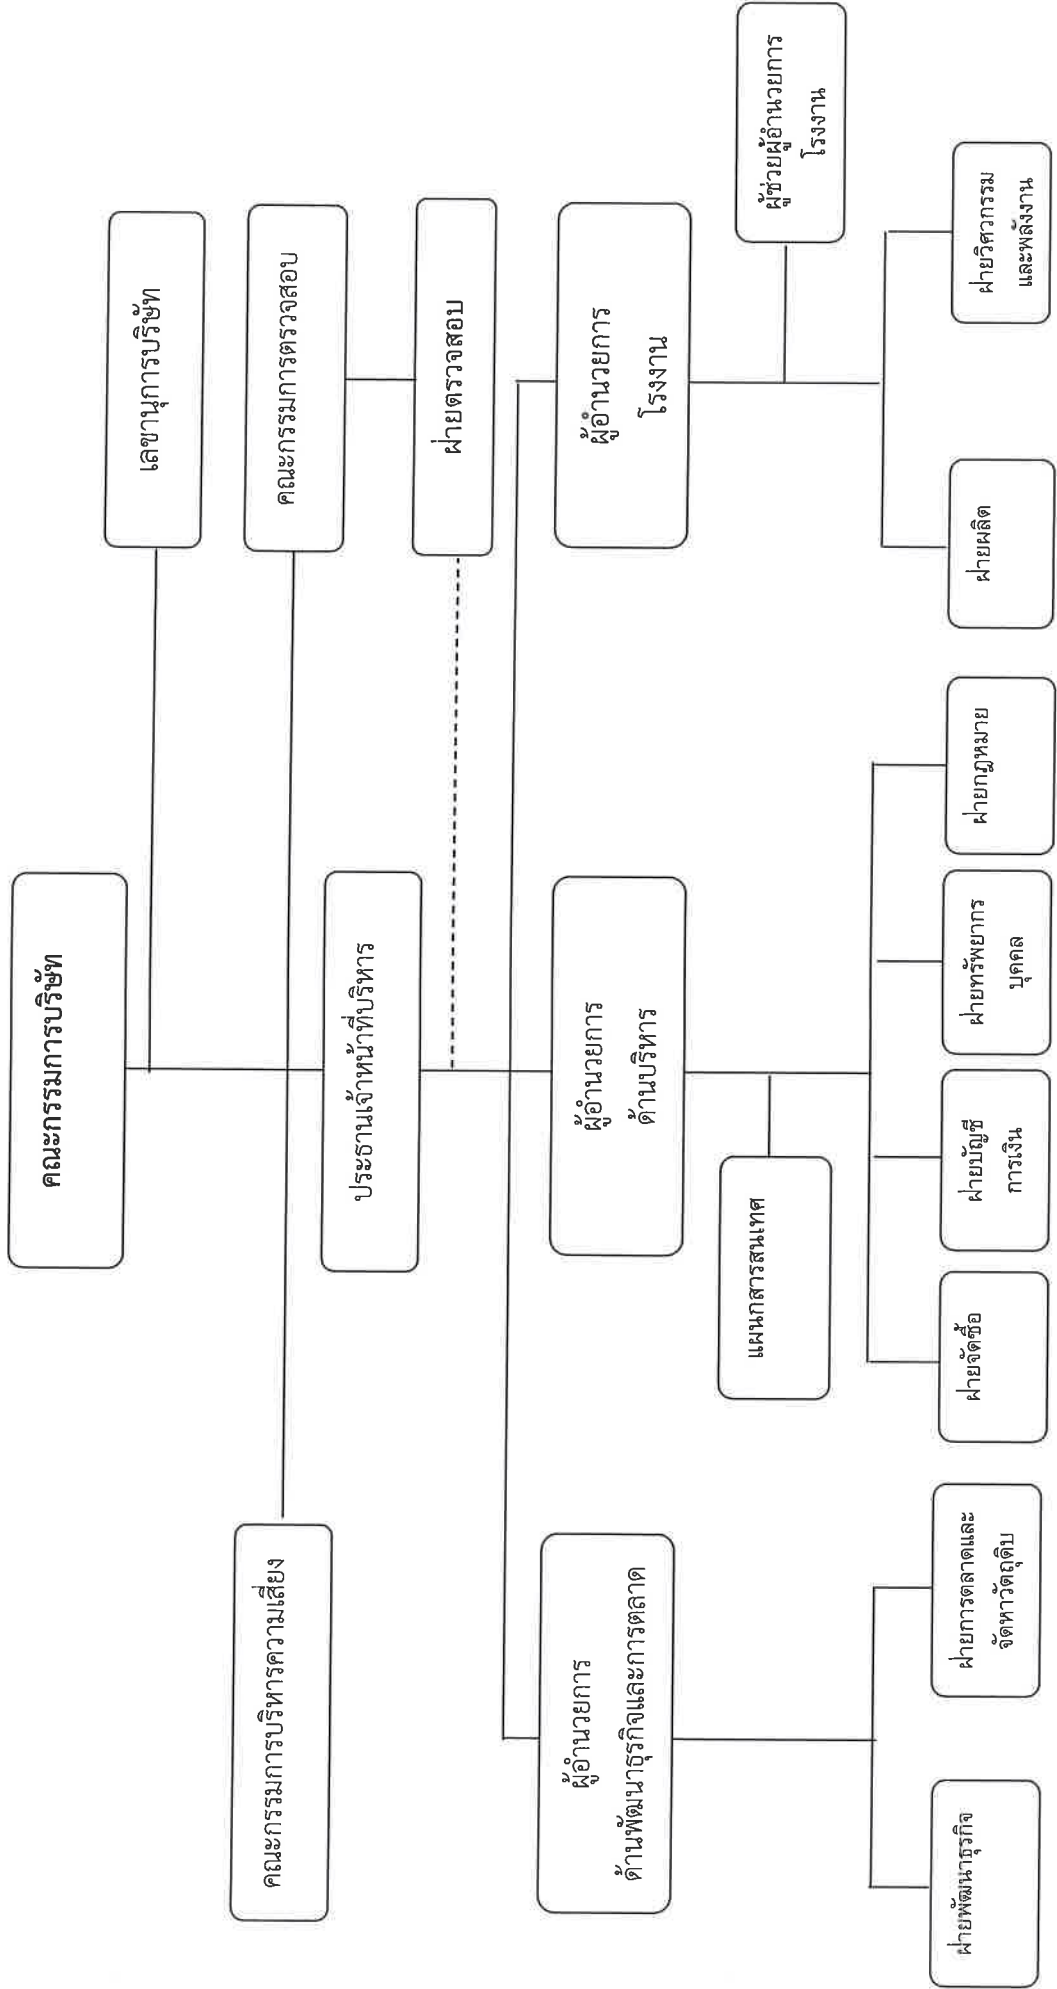 คณะกรรมการบริษัท
เลขานุการบริษัท
คณะกรรมการบริหารความเสี่ยง
คณะกรรมการตรวจสอบ
ประธานเจ้าหน้าที่บริหาร
ฝ่ายตรวจสอบ
ผู้อำนวยการ
ด้านพัฒนาธุรกิจและการตลาด
ผู้อำนวยการ
ด้านบริหาร
ผู้อำนวยการ
โรงงาน
แผนกสารสนเทศ
ผู้ช่วยผู้อำนวยการ
โรงงาน
ฝ่ายพัฒนาธุรกิจ
ฝ่ายการตลาดและ
จัดหาวัตถุดิบ
ฝ่ายจัดซื้อ
ฝ่ายบัญชี
การเงิน
ฝ่ายทรัพยากร
บุคคล
ฝ่ายกฎหมาย
ฝ่ายผลิต
ฝ่ายวิศวกรรม
และพลังงาน